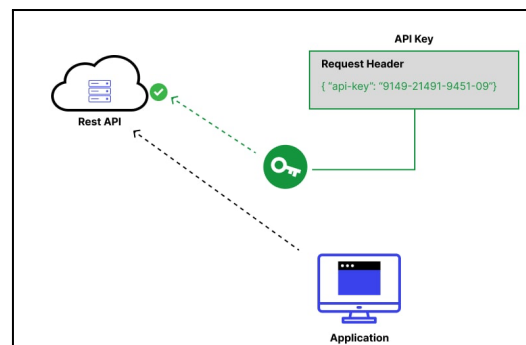 API Key
Request Header
{ "api-key": "9149-21491-9451-09"}
Rest API
Application